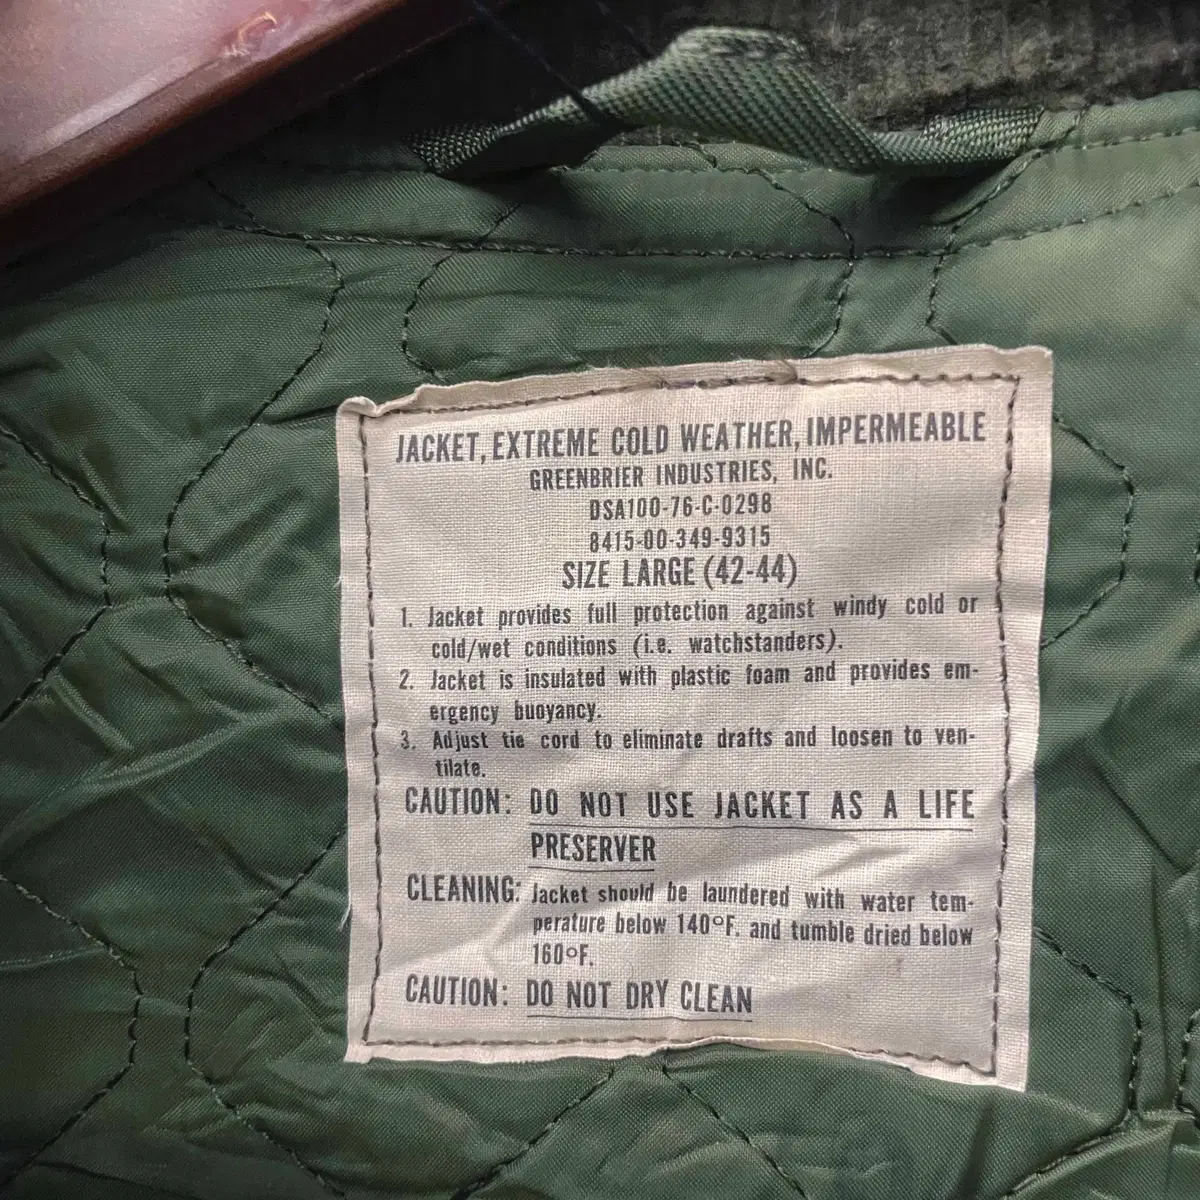 JACKET, EXTREME COLD WEATHER, IMPERMEABLE
GREENBRIER INDUSTRIES, INC.
DSA100-76-C-0298
8415-00-349-9315
SIZE LARGE (42-44)
1. Jacket provides full protection against windy cold or
cold/wet conditions (i.e. watchstanders).
2. Jacket is insulated with plastic foam and provides em-
ergency buoyancy.
3. Adjust tie cord to eliminate drafts and loosen to ven-
tilate.
CAUTION: DO NOT USE JACKET AS A LIFE
PRESERVER
CLEANING: Jacket should be laundered with water tem-
perature below 140°F. and tumble dried below
160°F.
CAUTION: DO NOT DRY CLEAN